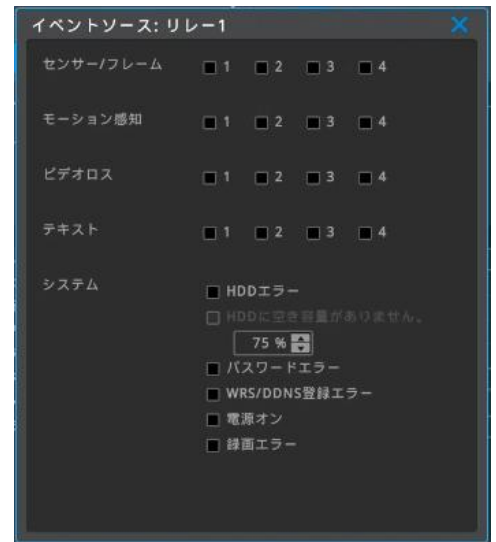 イベントソース: リレー1
センサー/フレーム 1 2 3 4
モーション感知 1 2 3 4
ビデオロス 1 2 3 4
テキスト 1 2 3 4
システム HDDエラー
HDDに空き容量がありません。
75 %
パスワードエラー
WRS/DDNS登録エラー
電源オン
録画エラー